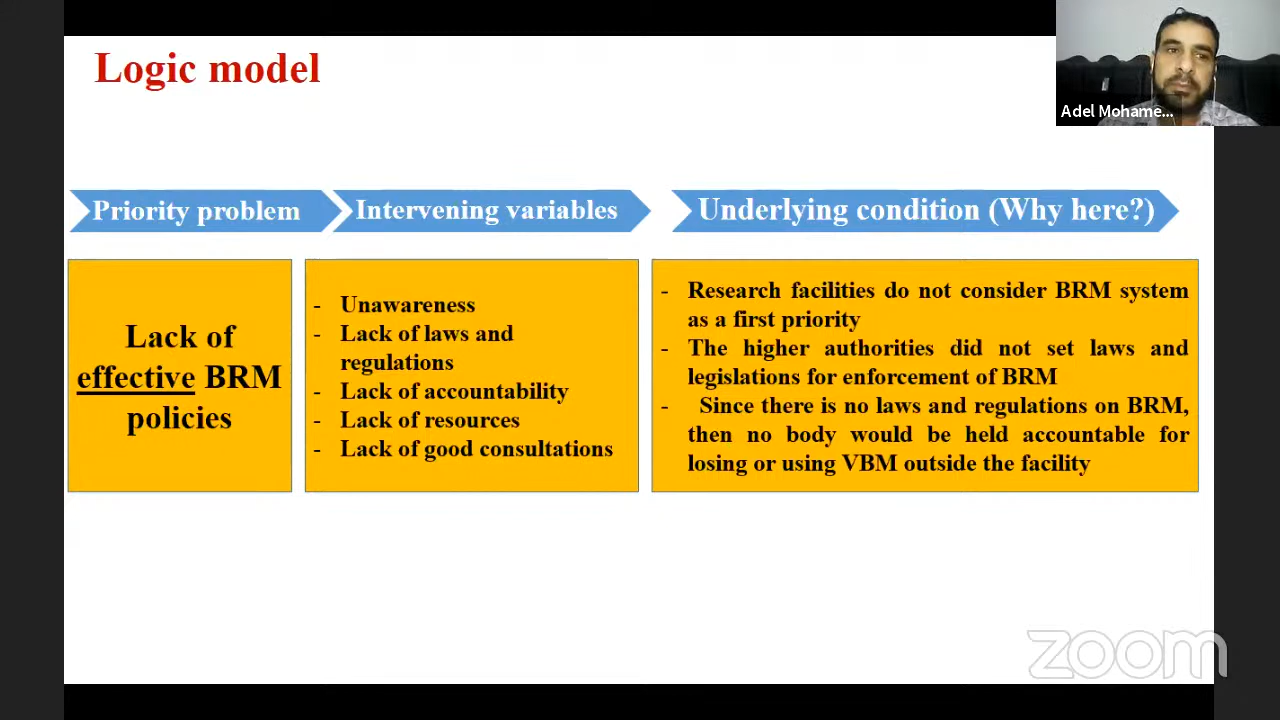 Logic model
Adel Mohame...
Priority problem
Intervening variables
Underlying condition (Why here?)
Lack of
effective BRM
policies
- Unawareness
- Lack of laws and
regulations
- Lack of accountability
- Lack of resources
- Lack of good consultations
- Research facilities do not consider BRM system
as a first priority
- The higher authorities did not set laws and
legislations for enforcement of BRM
- Since there is no laws and regulations on BRM,
then no body would be held accountable for
losing or using VBM outside the facility
zoom